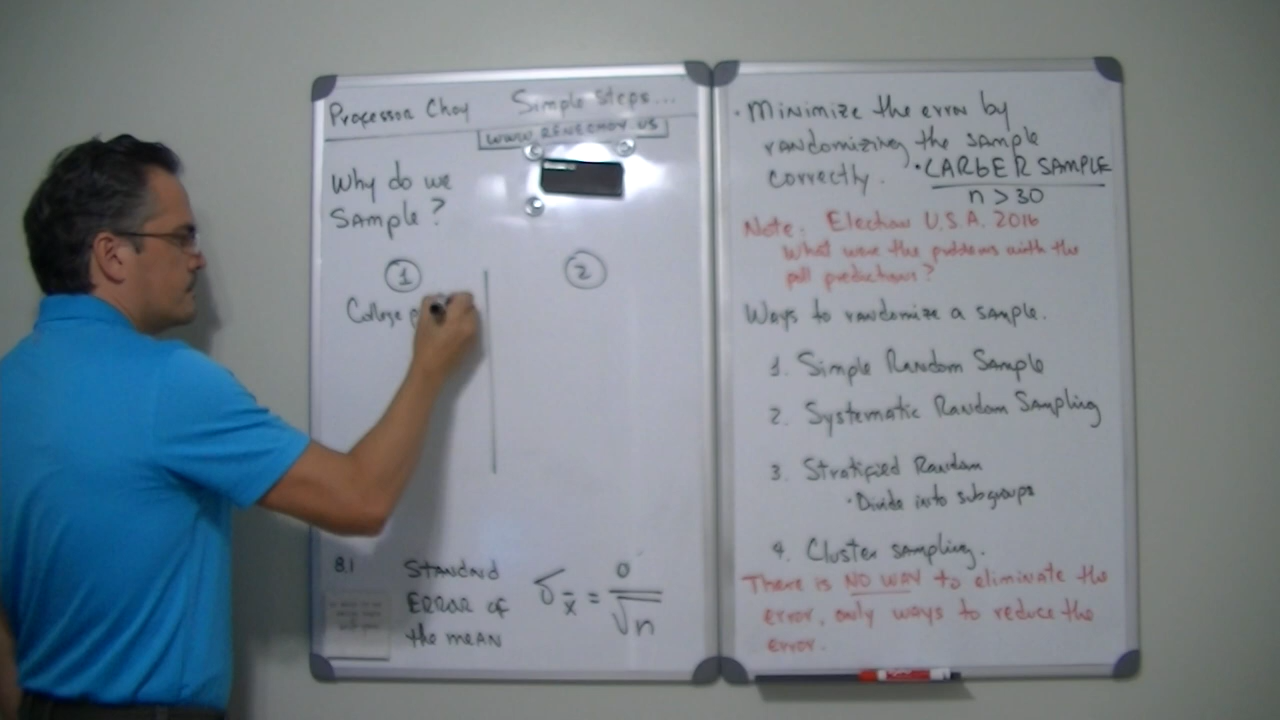 Professor Choy Simple Steps...
www.RENECHOY.US
Why do we
SAMPle?
1 2
College p
8.1 STANDARD
ERROR OF
the MEAN
σx̄ = σ / √n
• Minimize the error by
randomizing the sample
correctly. • LARGER SAMPLE
n > 30
Note: Election U.S.A. 2016
What were the problems with the
poll predictions?
Ways to randomize a sample.
1. Simple Random Sample
2. Systematic Random Sampling
3. Stratified Random
• Divide into subgroups
4. Cluster sampling.
There is NO WAY to eliminate the
error, only ways to reduce the
error.